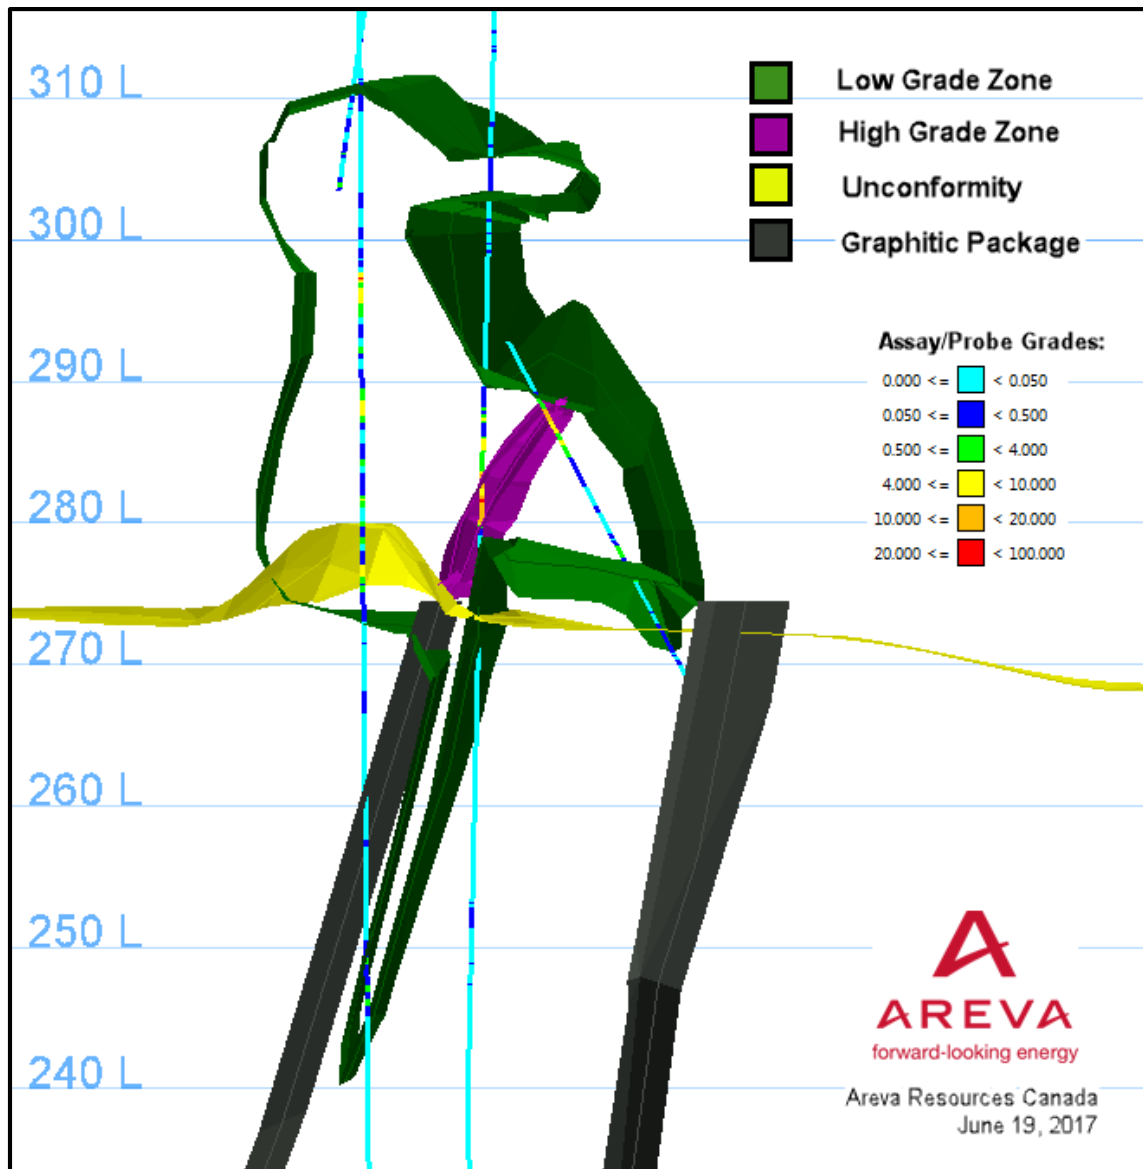 310 L
300 L
290 L
280 L
270 L
260 L
250 L
240 L
Low Grade Zone
High Grade Zone
Unconformity
Graphitic Package
Assay/Probe Grades:
0.000 <= < 0.050
0.050 <= < 0.500
0.500 <= < 4.000
4.000 <= < 10.000
10.000 <= < 20.000
20.000 <= < 100.000
AREVA
forward-looking energy
Areva Resources Canada
June 19, 2017